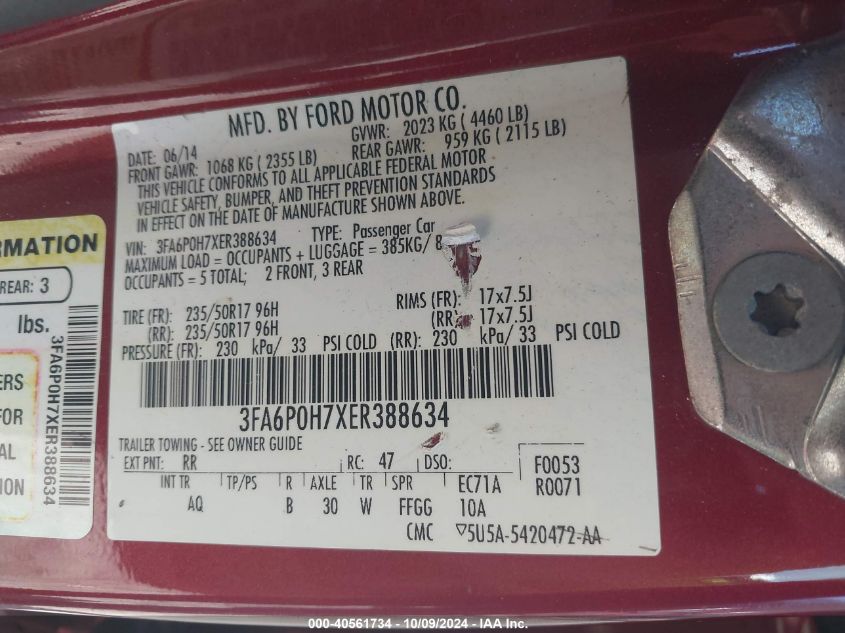 MFD. BY FORD MOTOR CO.
DATE: 06/14 GVWR: 2023 KG ( 4460 LB)
FRONT GAWR: 1068 KG ( 2355 LB) REAR GAWR: 959 KG ( 2115 LB)
THIS VEHICLE CONFORMS TO ALL APPLICABLE FEDERAL MOTOR
VEHICLE SAFETY, BUMPER, AND THEFT PREVENTION STANDARDS
IN EFFECT ON THE DATE OF MANUFACTURE SHOWN ABOVE.
VIN: 3FA6P0H7XER388634 TYPE: Passenger Car
MAXIMUM LOAD = OCCUPANTS + LUGGAGE = 385KG/ 8
OCCUPANTS = 5 TOTAL; 2 FRONT, 3 REAR
TIRE (FR): 235/50R17 96H RIMS (FR): 17x7.5J
(RR): 235/50R17 96H (RR): 17x7.5J
PRESSURE (FR): 230 kPa/ 33 PSI COLD (RR): 230 kPa/ 33 PSI COLD
3FA6P0H7XER388634
TRAILER TOWING - SEE OWNER GUIDE
EXT PNT: RR RC: 47 DSO: F0053
INT TR TP/PS R AXLE TR SPR EC71A R0071
AQ B 30 W FFGG 10A
CMC 5U5A-5420472-AA
ORMATION
REAR: 3
lbs.
3FA6P0H7XER388634
ERS
FOR
AL
ION
000-40561734 - 10/09/2024 - IAA Inc.